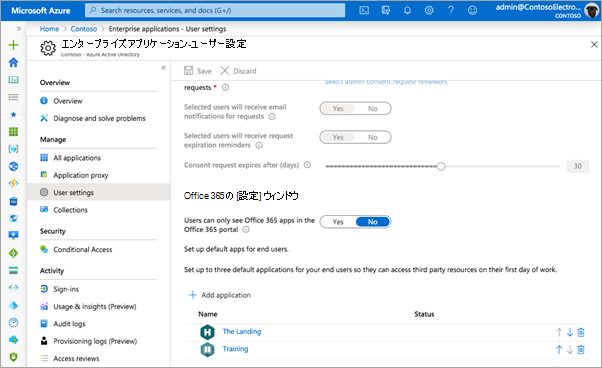 Microsoft Azure
Search resources, services, and docs (G+/)
admin@ContosoElectro...
CONTOSO
Home > Contoso > Enterprise applications - User settings
エンタープライズアプリケーション-ユーザー設定
Contoso - Azure Active Directory
Save
Discard
Overview
Overview
Diagnose and solve problems
Manage
All applications
Application proxy
User settings
Collections
Security
Conditional Access
Activity
Sign-ins
Usage & insights (Preview)
Audit logs
Provisioning logs (Preview)
Access reviews
Select admin consent request reviewers
requests *
Selected users will receive email
notifications for requests
Yes No
Selected users will receive request
expiration reminders
Yes No
Consent request expires after (days)
30
Office 365の [設定] ウィンドウ
Users can only see Office 365 apps in the
Office 365 portal
Yes No
Set up default apps for end users.
Set up to three default applications for your end users so they can access third party resources on their first day of work.
Add application
Name Status
The Landing
Training